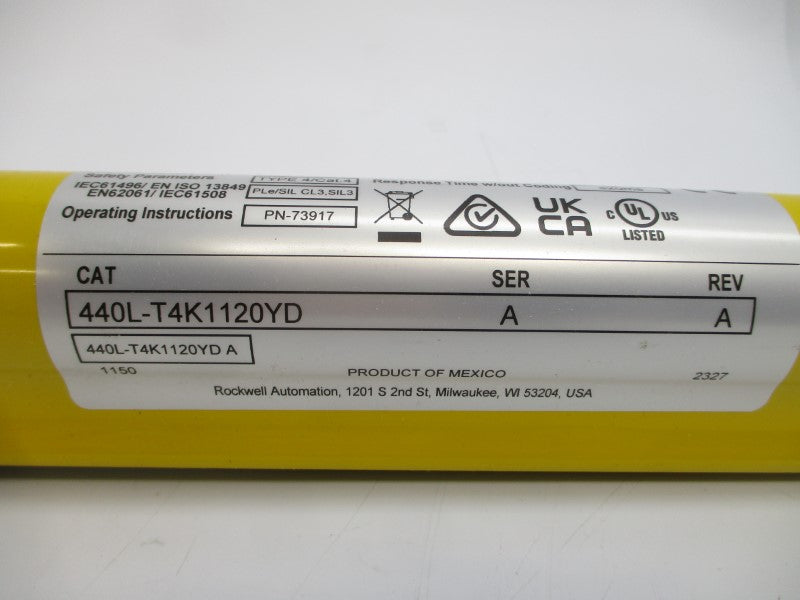 Safety Parameters
TYPE 4/Cat.4
Response Time w/out Coding
IEC61496/ EN ISO 13849
EN62061/ IEC61508
PLe/SIL CL3,SIL3
Operating Instructions
PN-73917
UK
CA
c UL us
LISTED
CAT SER REV
440L-T4K1120YD A A
440L-T4K1120YD A
1150 PRODUCT OF MEXICO 2327
Rockwell Automation, 1201 S 2nd St, Milwaukee, WI 53204, USA